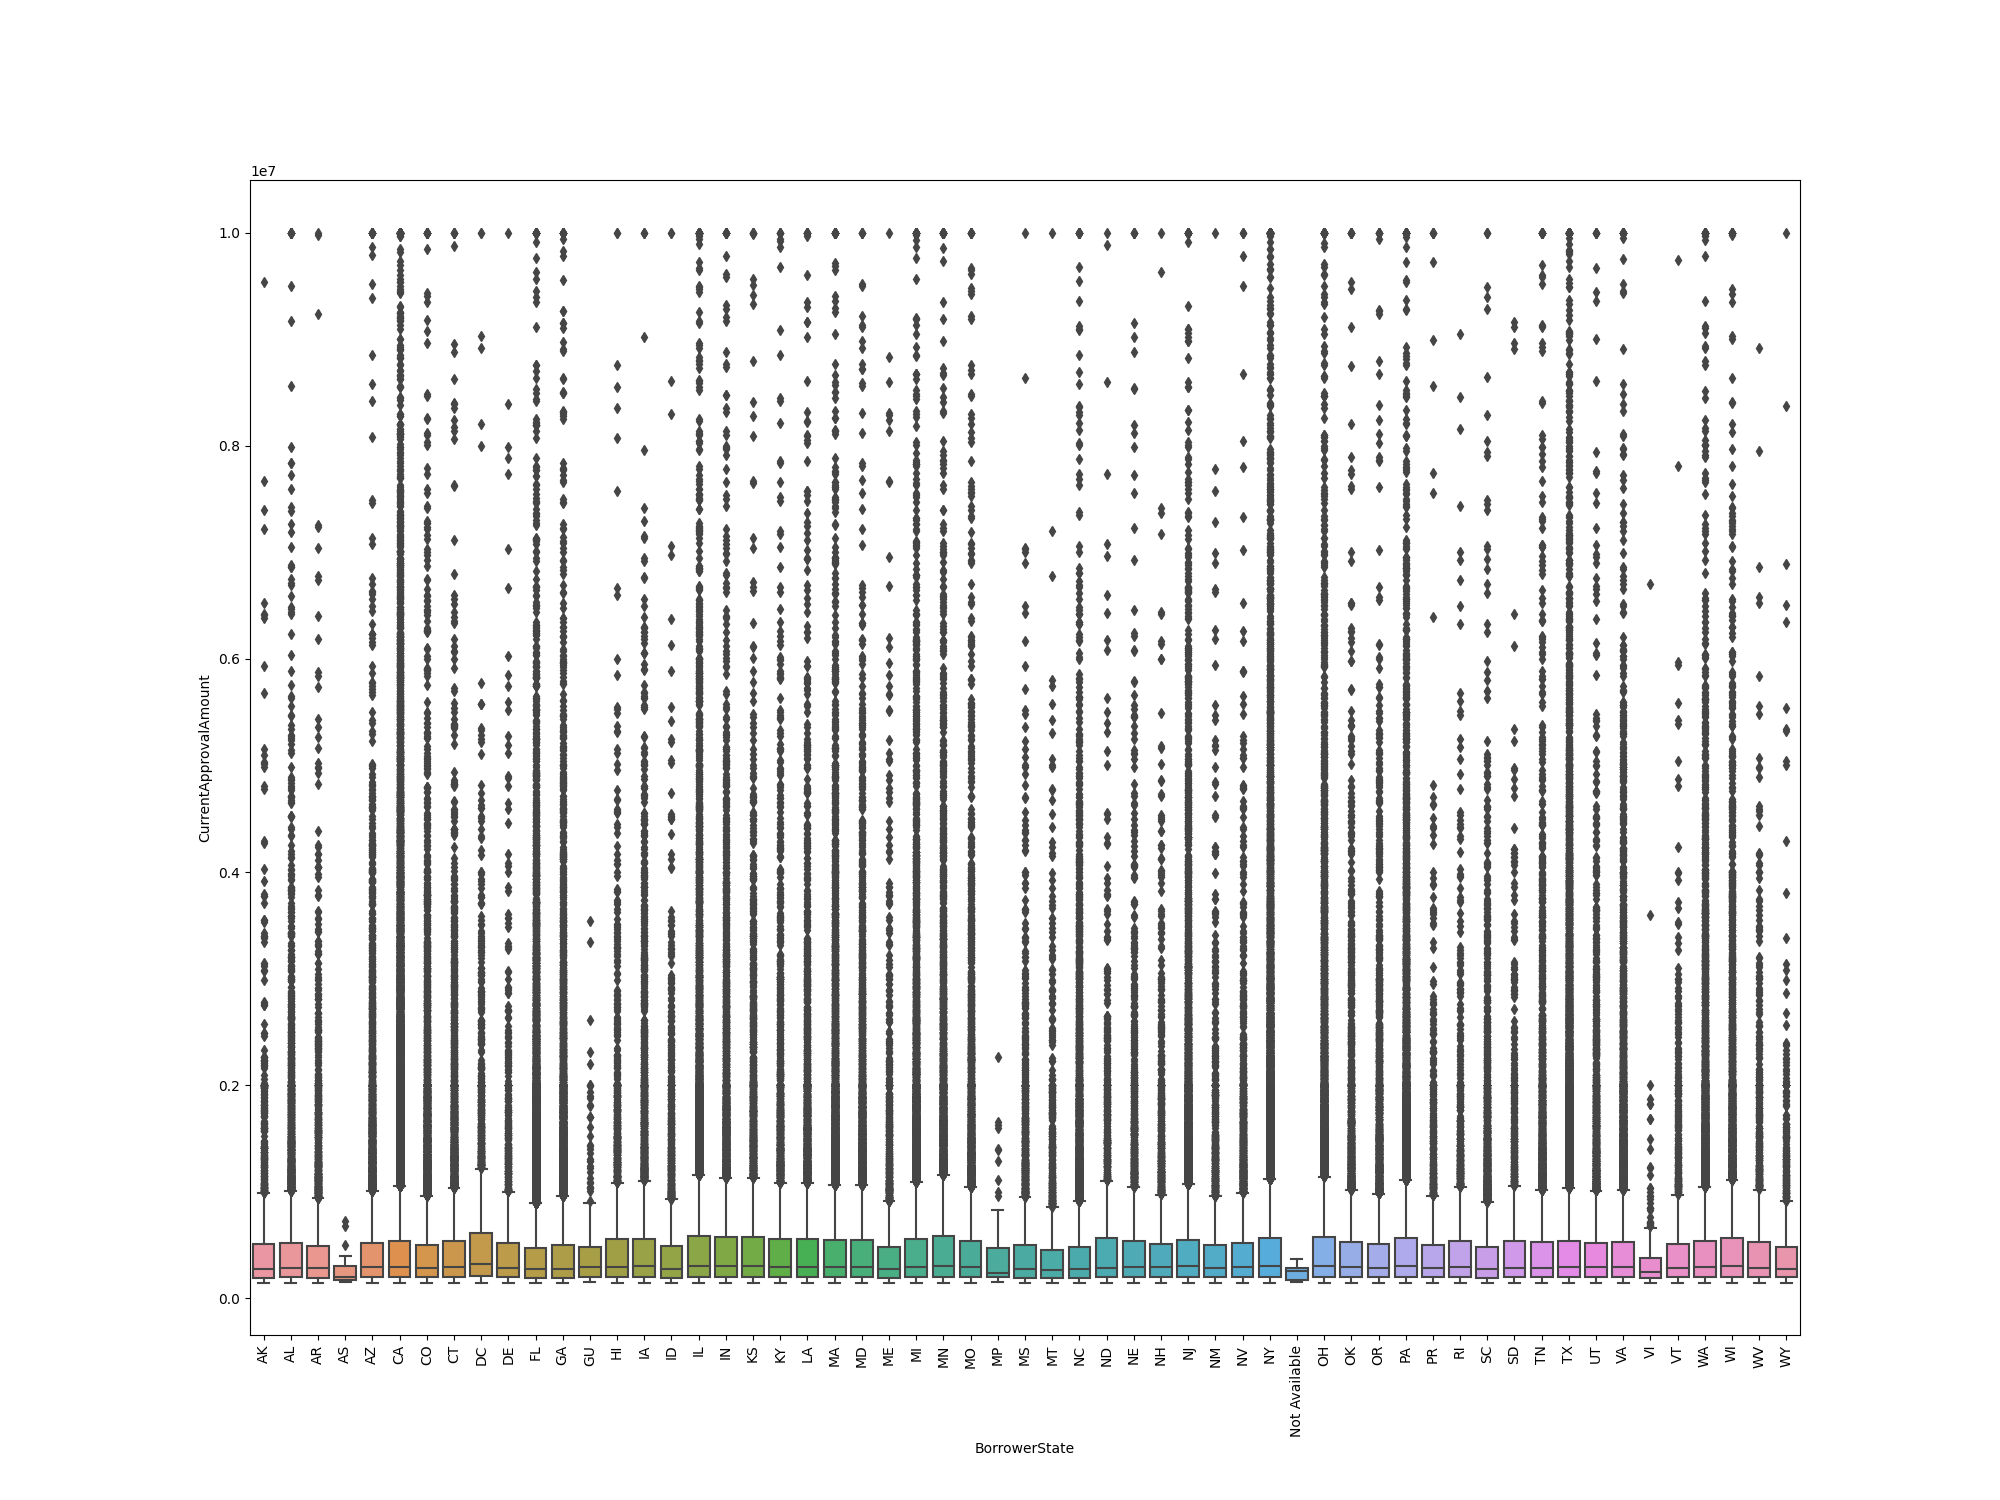 1e7
1.0
0.8
0.6
0.4
0.2
0.0
CurrentApprovalAmount
AK AL AR AS AZ CA CO CT DC DE FL GA GU HI IA ID IL IN KS KY LA MA MD ME MI MN MO MP MS MT NC ND NE NH NJ NM NV NY Not Available OH OK OR PA PR RI SC SD TN TX UT VA VI VT WA WI WV WY
BorrowerState